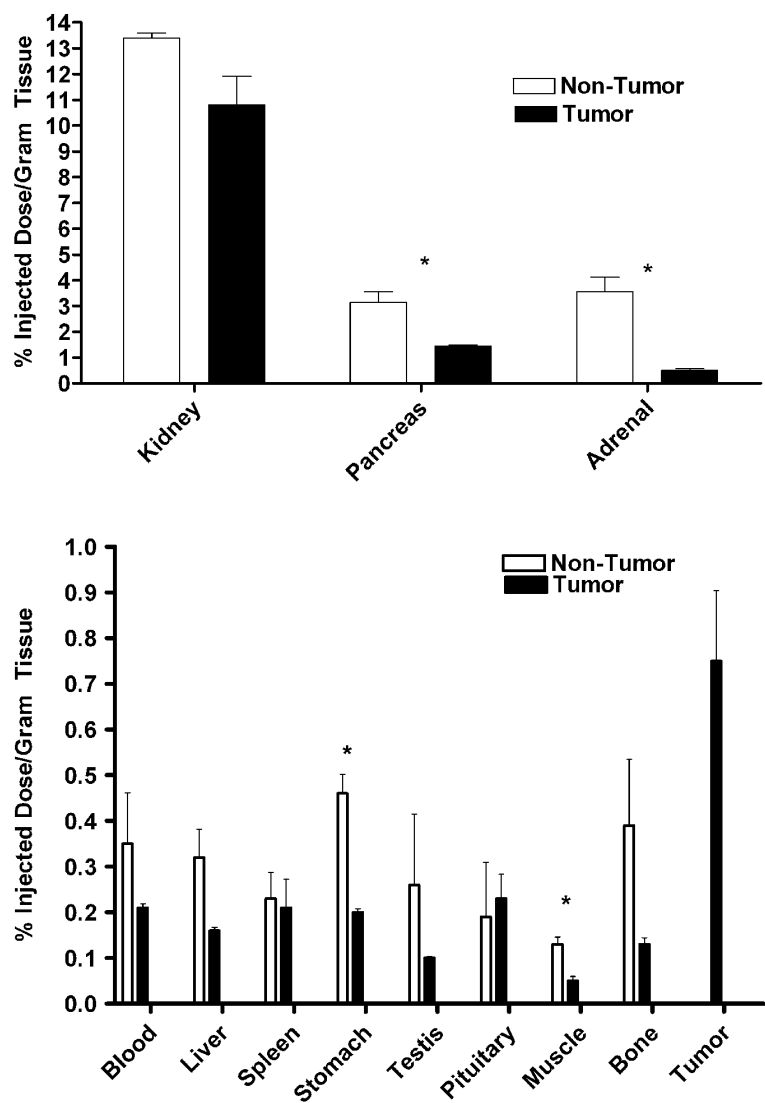 % Injected Dose/Gram Tissue
14
13
12
11
10
9
8
7
6
5
4
3
2
1
0
Non-Tumor
Tumor
*
*
Kidney
Pancreas
Adrenal
% Injected Dose/Gram Tissue
1.0
0.9
0.8
0.7
0.6
0.5
0.4
0.3
0.2
0.1
0.0
Non-Tumor
Tumor
*
*
Blood
Liver
Spleen
Stomach
Testis
Pituitary
Muscle
Bone
Tumor